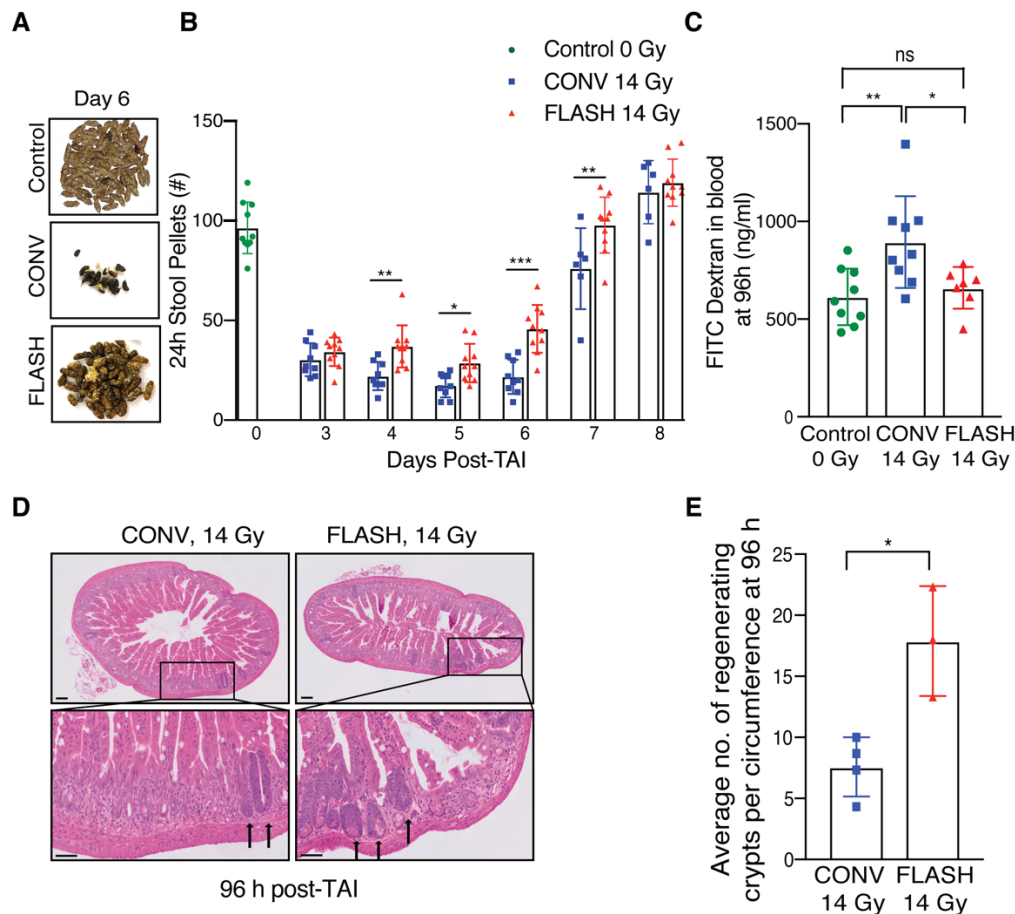 A
Day 6
Control
CONV
FLASH
B
Control 0 Gy
CONV 14 Gy
FLASH 14 Gy
24h Stool Pellets (#)
150
100
50
0
**
*
***
**
0 3 4 5 6 7 8
Days Post-TAI
C
ns
** *
FITC Dextran in blood
at 96h (ng/ml)
1500
1000
500
0
Control CONV FLASH
0 Gy 14 Gy 14 Gy
D
CONV, 14 Gy FLASH, 14 Gy
96 h post-TAI
E
Average no. of regenerating
crypts per circumference at 96 h
*
25
20
15
10
5
0
CONV FLASH
14 Gy 14 Gy